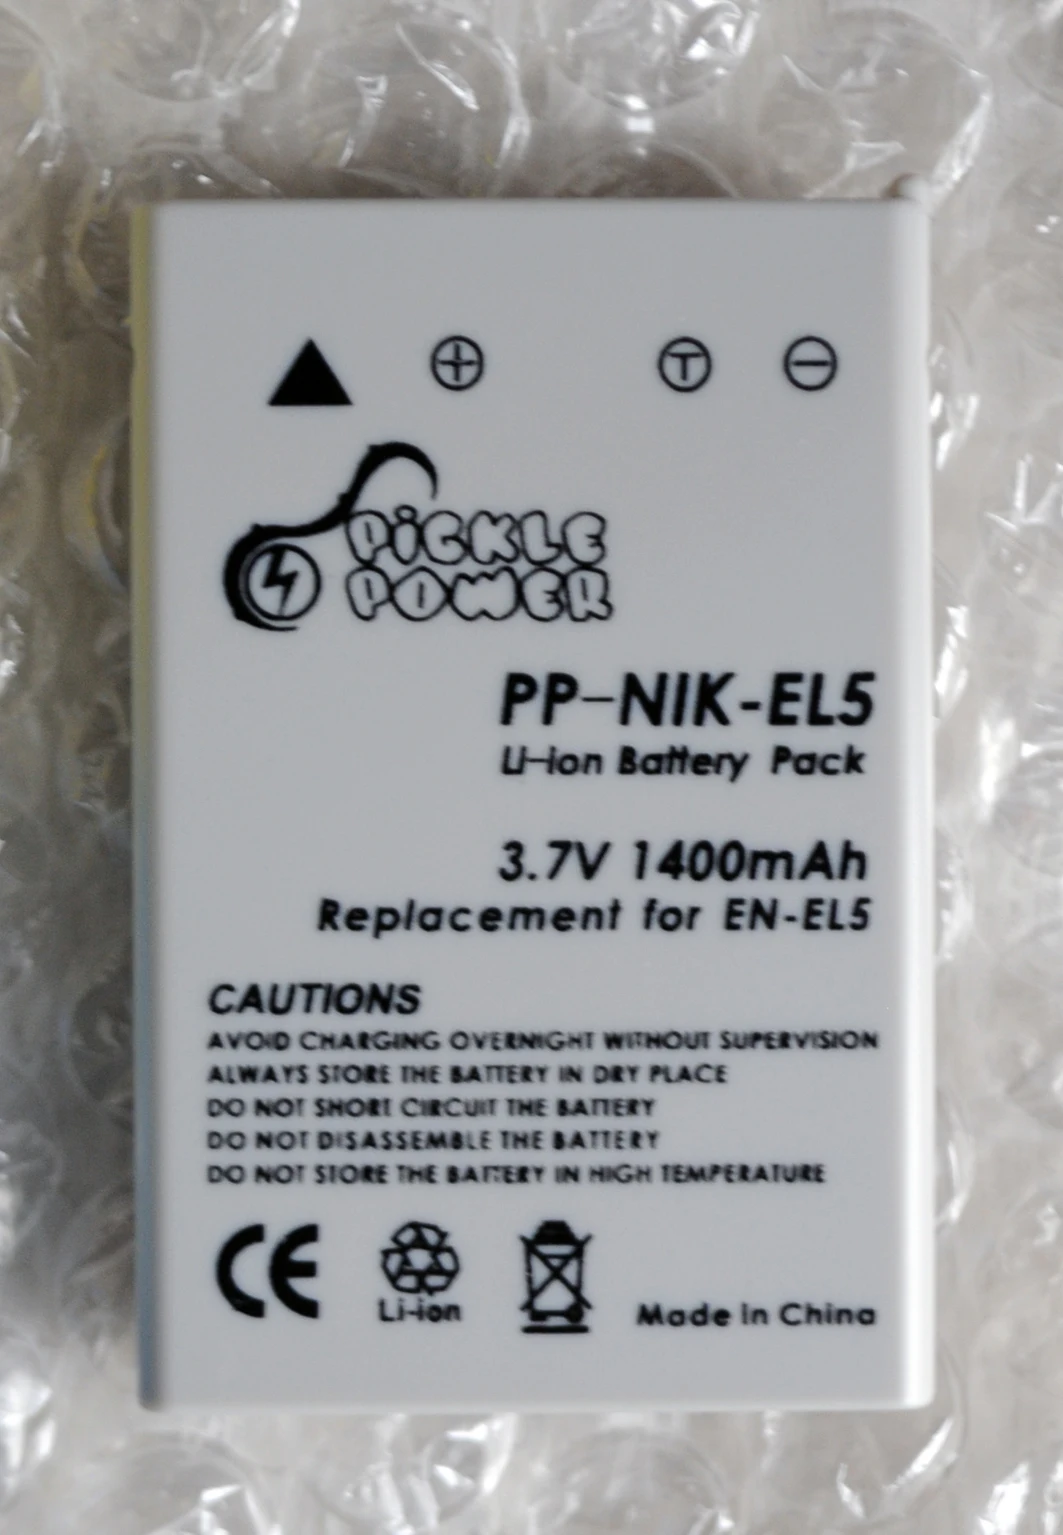 + T −
PiCKLE
POWER
PP-NIK-EL5
Li-ion Battery Pack
3.7V 1400mAh
Replacement for EN-EL5
CAUTIONS
AVOID CHARGING OVERNIGHT WITHOUT SUPERVISION
ALWAYS STORE THE BATTERY IN DRY PLACE
DO NOT SHORT CIRCUIT THE BATTERY
DO NOT DISASSEMBLE THE BATTERY
DO NOT STORE THE BATTERY IN HIGH TEMPERATURE
CE
Li-ion
Made in China